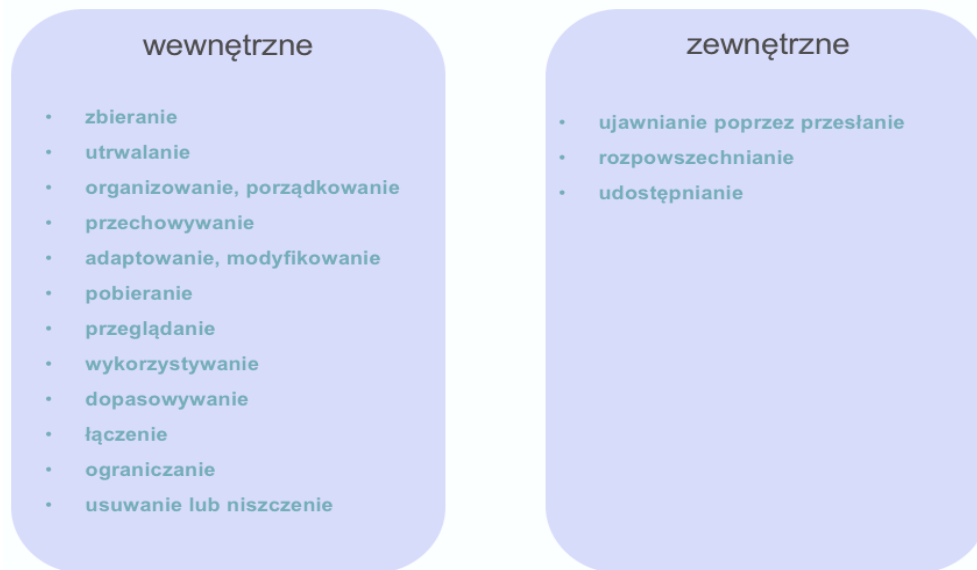 wewnętrzne
• zbieranie
• utrwalanie
• organizowanie, porządkowanie
• przechowywanie
• adaptowanie, modyfikowanie
• pobieranie
• przeglądanie
• wykorzystywanie
• dopasowywanie
• łączenie
• ograniczanie
• usuwanie lub niszczenie
zewnętrzne
• ujawnianie poprzez przesłanie
• rozpowszechnianie
• udostępnianie